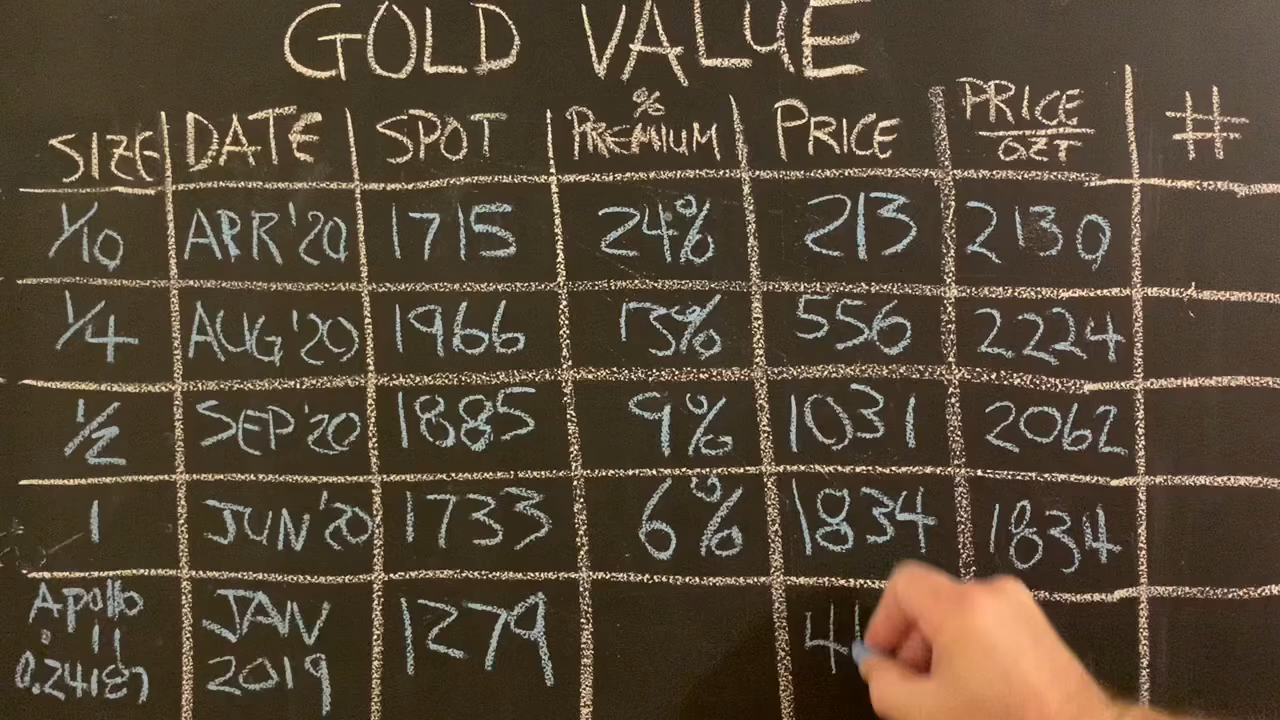 GOLD VALUE
SIZE DATE SPOT % PREMIUM PRICE PRICE/OZT #
1/10 APR '20 1715 24% 213 2130
1/4 AUG '20 1966 13% 556 2224
1/2 SEP '20 1885 9% 1031 2062
1 JUN '20 1733 6% 1834 1834
Apollo JAN 1279 4
11 2019
0.24187